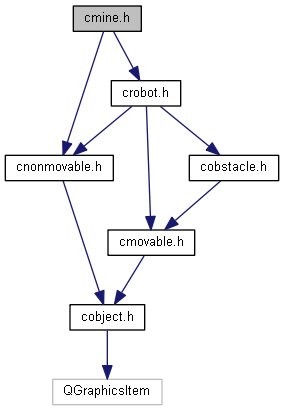 cmine.h
crobot.h
cnonmovable.h
cobstacle.h
cmovable.h
cobject.h
QGraphicsItem